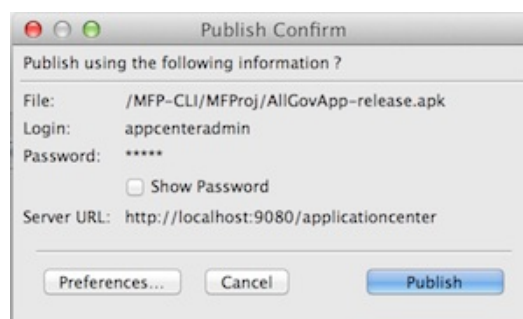 Publish Confirm
Publish using the following information ?
File: /MFP-CLI/MFProj/AllGovApp-release.apk
Login: appcenteradmin
Password: *****
Show Password
Server URL: http://localhost:9080/applicationcenter
Preferences... Cancel Publish